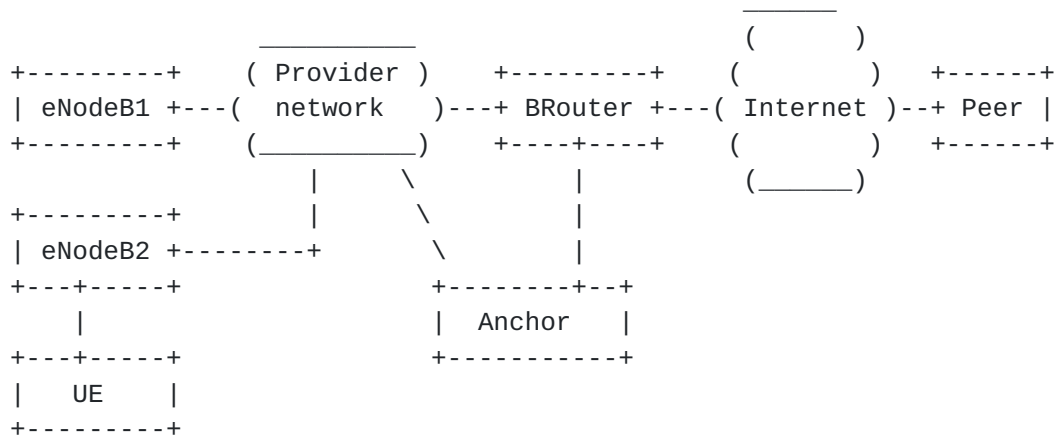 Provider
eNodeB1 network BRouter Internet Peer
eNodeB2
Anchor
UE